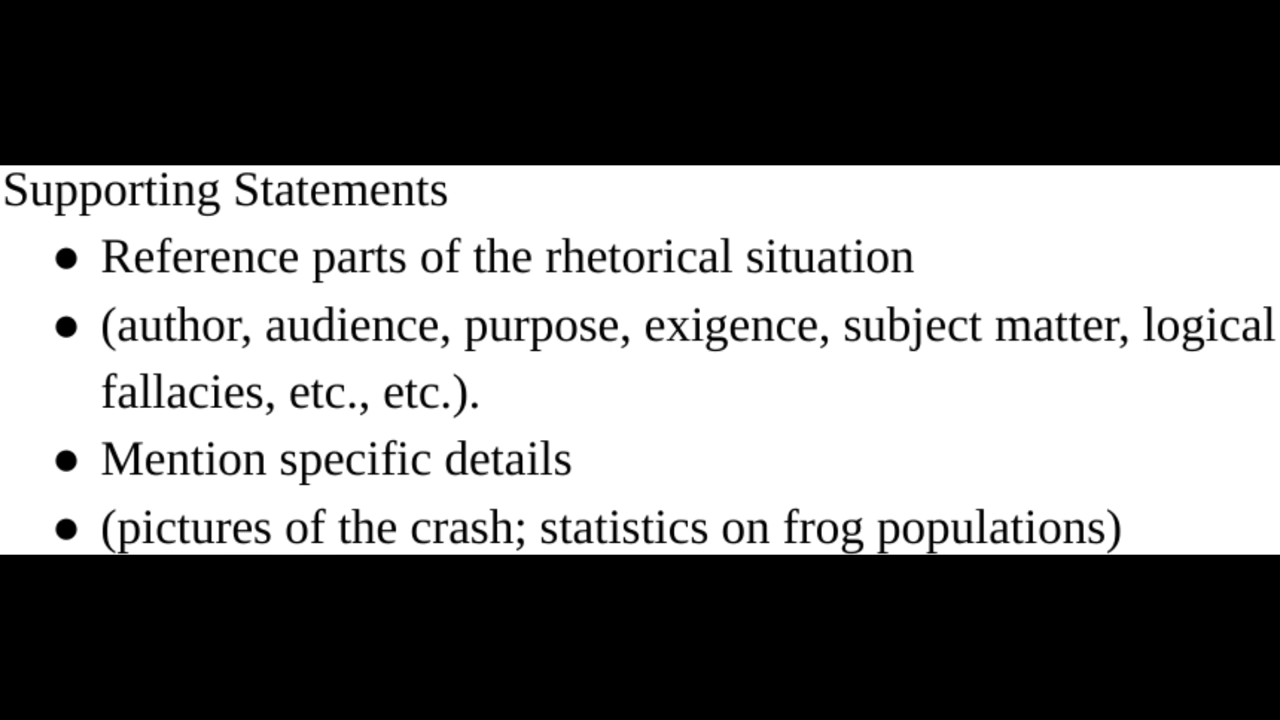 Supporting Statements
● Reference parts of the rhetorical situation
● (author, audience, purpose, exigence, subject matter, logical
fallacies, etc., etc.).
● Mention specific details
● (pictures of the crash; statistics on frog populations)